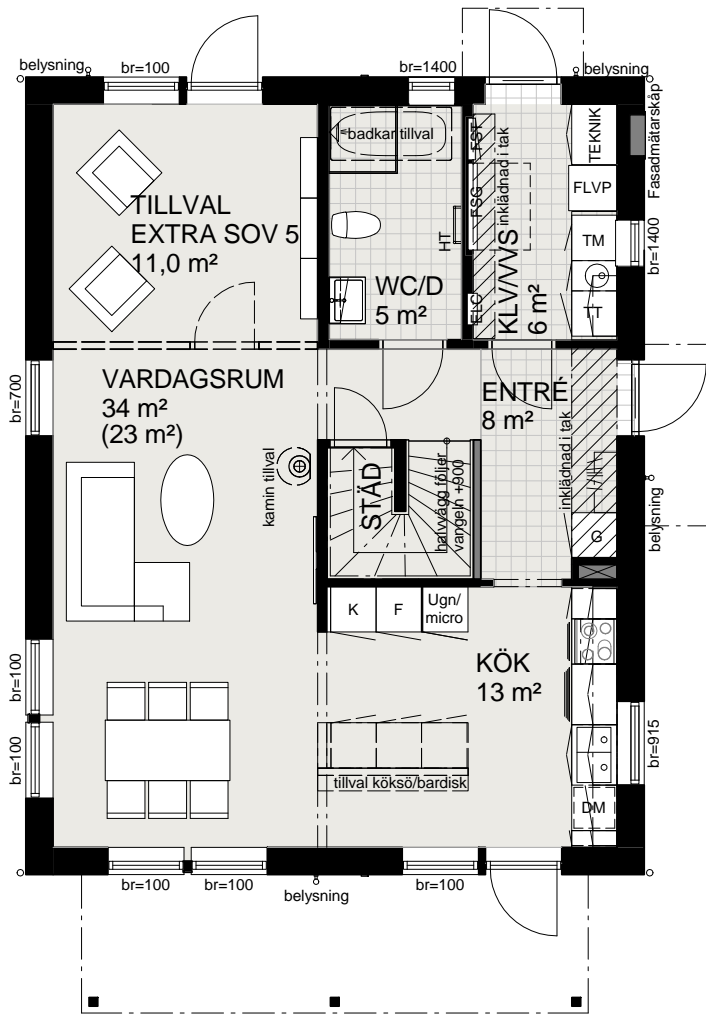 belysning
br=100
br=1400
belysning
Fasadmätarskåp
badkar tillval
FST
inklädnad i tak
TEKNIK
FSG
FLVP
TILLVAL
EXTRA SOV 5
11,0 m²
HT
KLV/VVS
6 m²
TM
br=1400
WC/D
5 m²
ELC
TT
br=700
VARDAGSRUM
34 m²
(23 m²)
ENTRÉ
8 m²
inklädnad i tak
kamin tillval
STÄD
halvvägg följer
vangeln +900
belysning
G
K
F
Ugn/
micro
KÖK
13 m²
br=100
br=100
br=915
tillval köksö/bardisk
DM
br=100
br=100
belysning
br=100